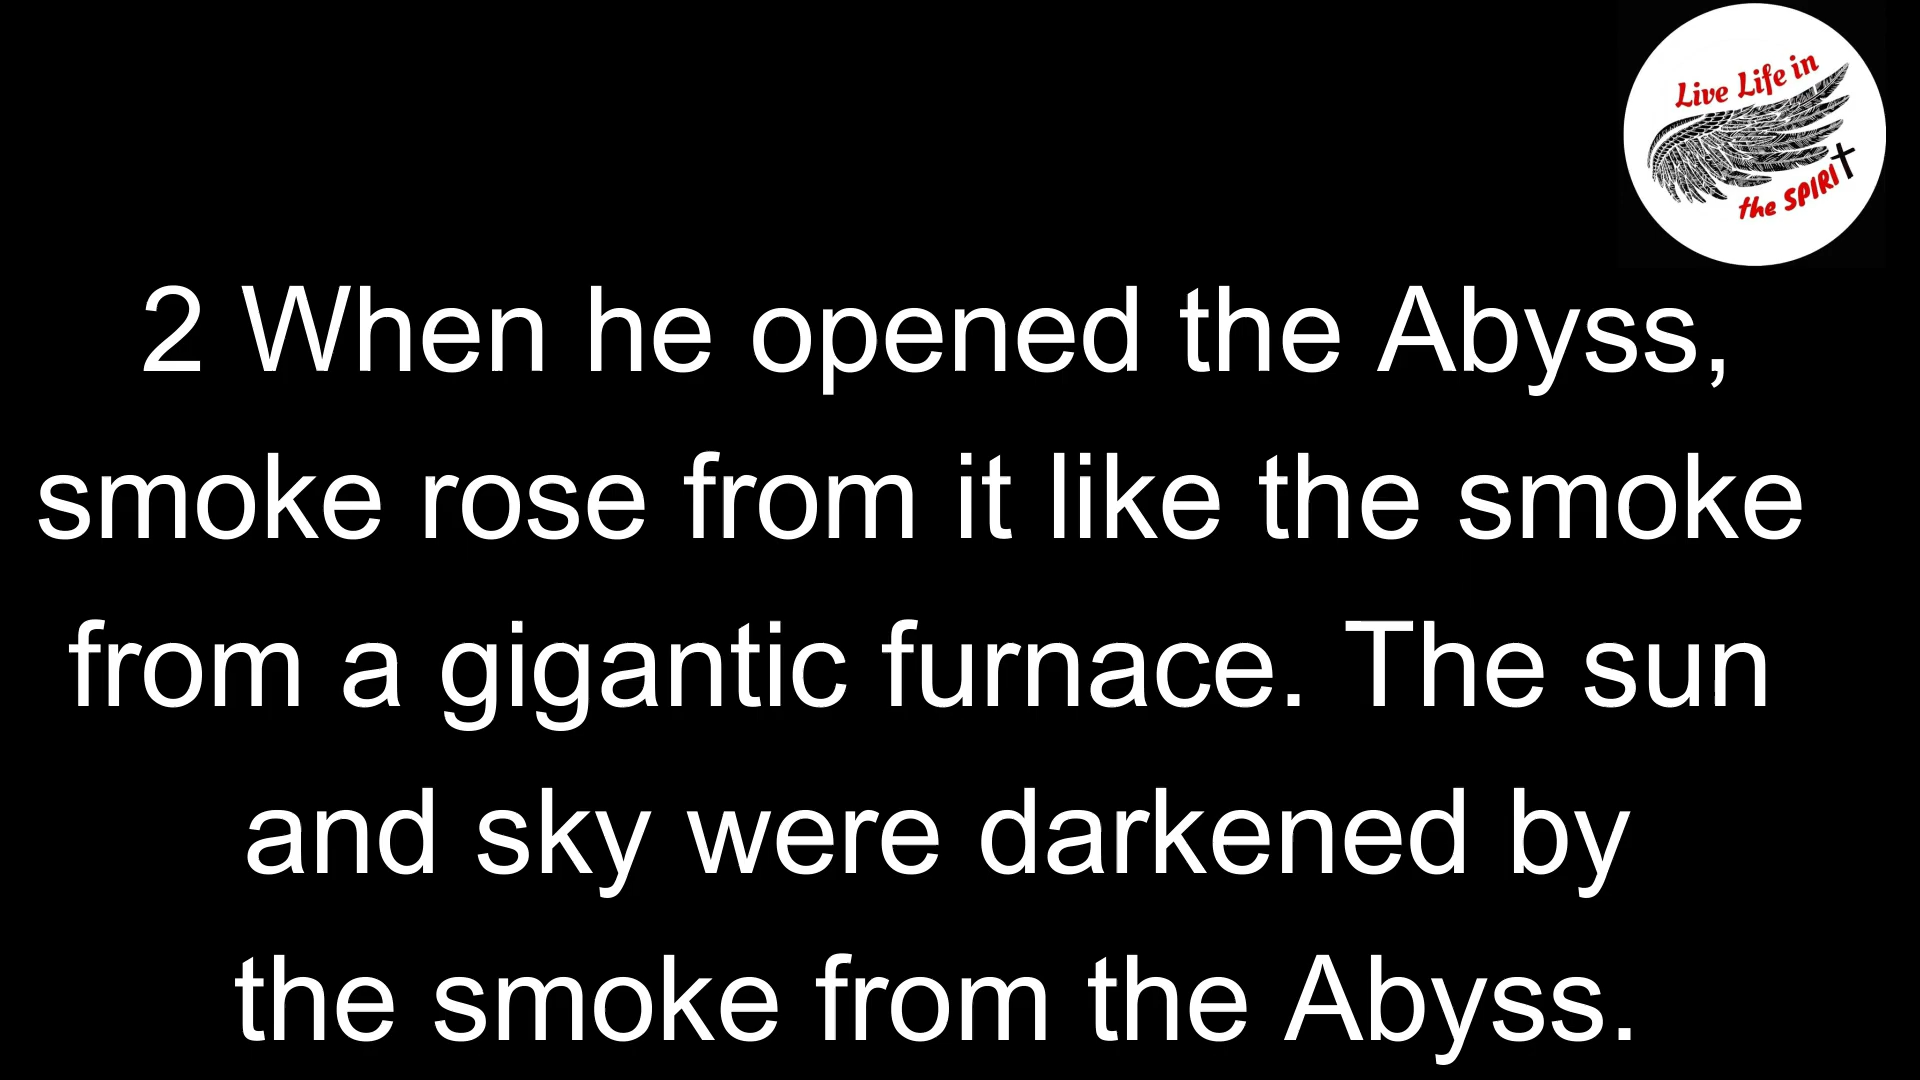 Live Life in
the SPIRIT
2 When he opened the Abyss,
smoke rose from it like the smoke
from a gigantic furnace. The sun
and sky were darkened by
the smoke from the Abyss.